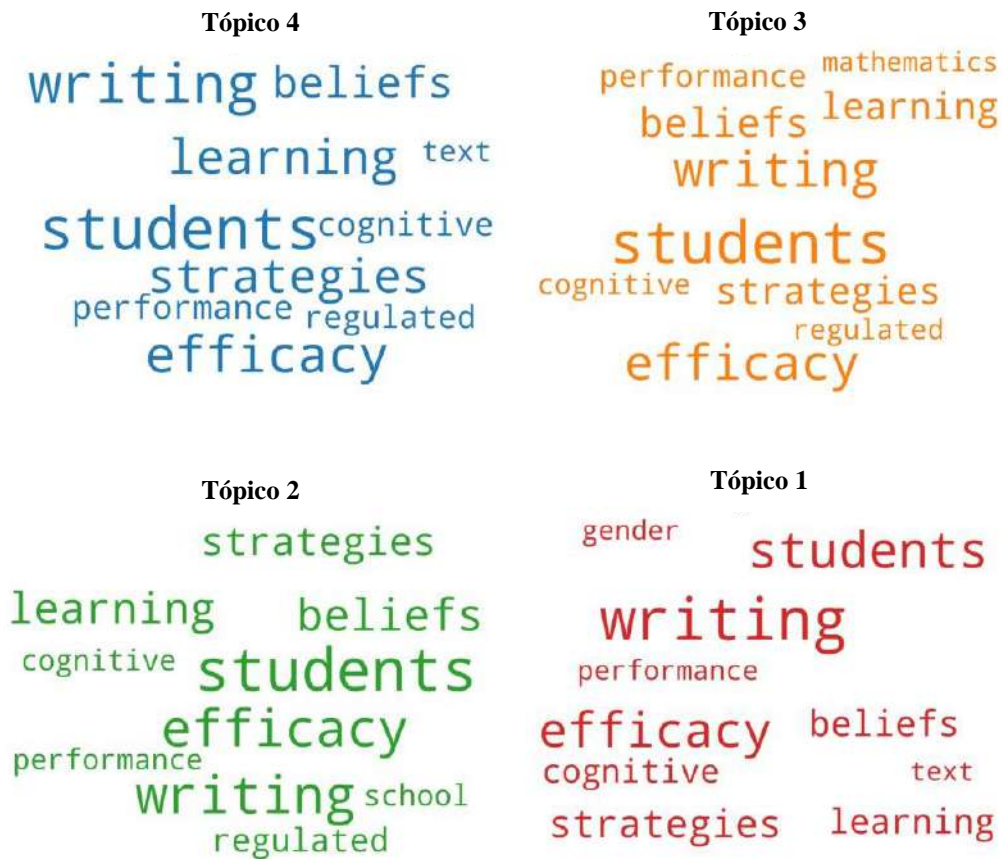 Tópico 4
writing beliefs
learning text
students cognitive
strategies
performance regulated
efficacy
Tópico 3
mathematics
performance
learning
beliefs
writing
students
cognitive strategies
regulated
efficacy
Tópico 2
strategies
learning beliefs
cognitive students
efficacy
performance
writing school
regulated
Tópico 1
gender
students
writing
performance
efficacy beliefs
cognitive text
strategies learning